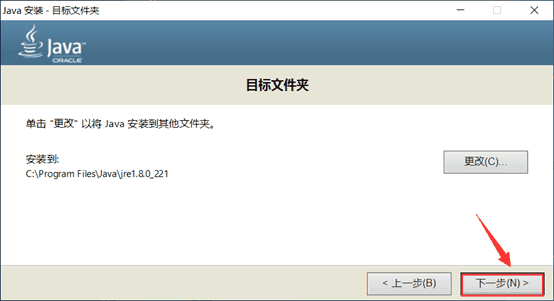 Java 安装 - 目标文件夹
Java
ORACLE
目标文件夹
单击 "更改" 以将 Java 安装到其他文件夹。
安装到:
C:\Program Files\Java\jre1.8.0_221
更改(C)...
< 上一步(B)
下一步(N) >